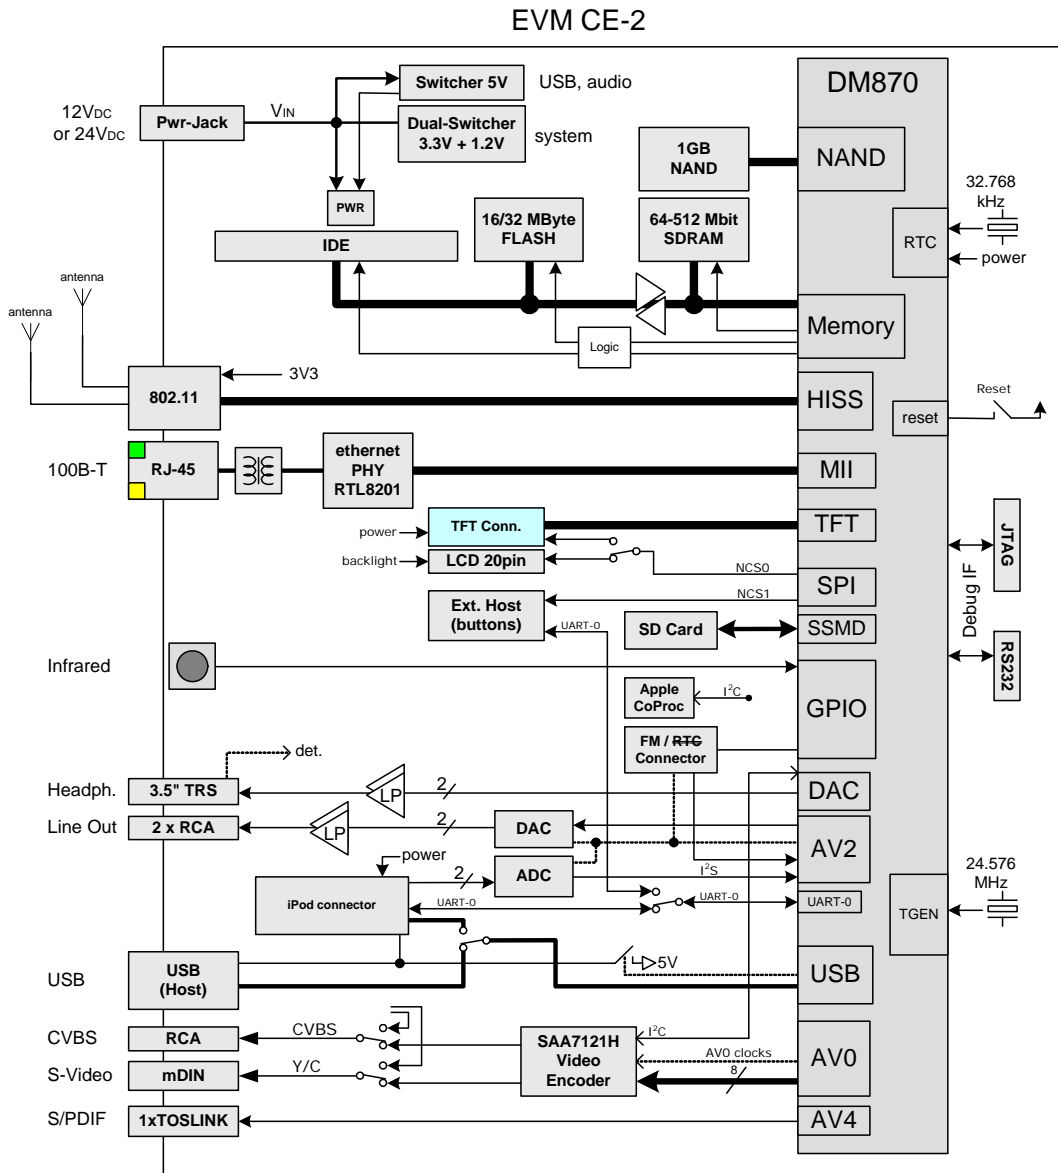 EVM CE-2
DM870
12VDC
or 24VDC
Pwr-Jack
VIN
Switcher 5V
USB, audio
Dual-Switcher
3.3V + 1.2V
system
PWR
IDE
1GB
NAND
NAND
16/32 MByte
FLASH
64-512 Mbit
SDRAM
32.768
kHz
RTC
power
antenna
antenna
Memory
Logic
3V3
802.11
HISS
Reset
reset
100B-T
RJ-45
ethernet
PHY
RTL8201
MII
power
TFT Conn.
TFT
backlight
LCD 20pin
NCS0
SPI
NCS1
Ext. Host
(buttons)
UART-0
SD Card
SSMD
JTAG
Debug IF
RS232
Infrared
Apple
CoProc
I²C
GPIO
FM / RTC
Connector
det.
Headph.
3.5" TRS
LP
2
DAC
Line Out
2 x RCA
LP
2
DAC
AV2
power
2
ADC
I²S
iPod connector
UART-0
UART-0
UART-0
24.576
MHz
TGEN
USB
USB
(Host)
5V
USB
CVBS
RCA
CVBS
SAA7121H
Video
Encoder
I²C
AV0 clocks
8
AV0
S-Video
mDIN
Y/C
S/PDIF
1xTOSLINK
AV4